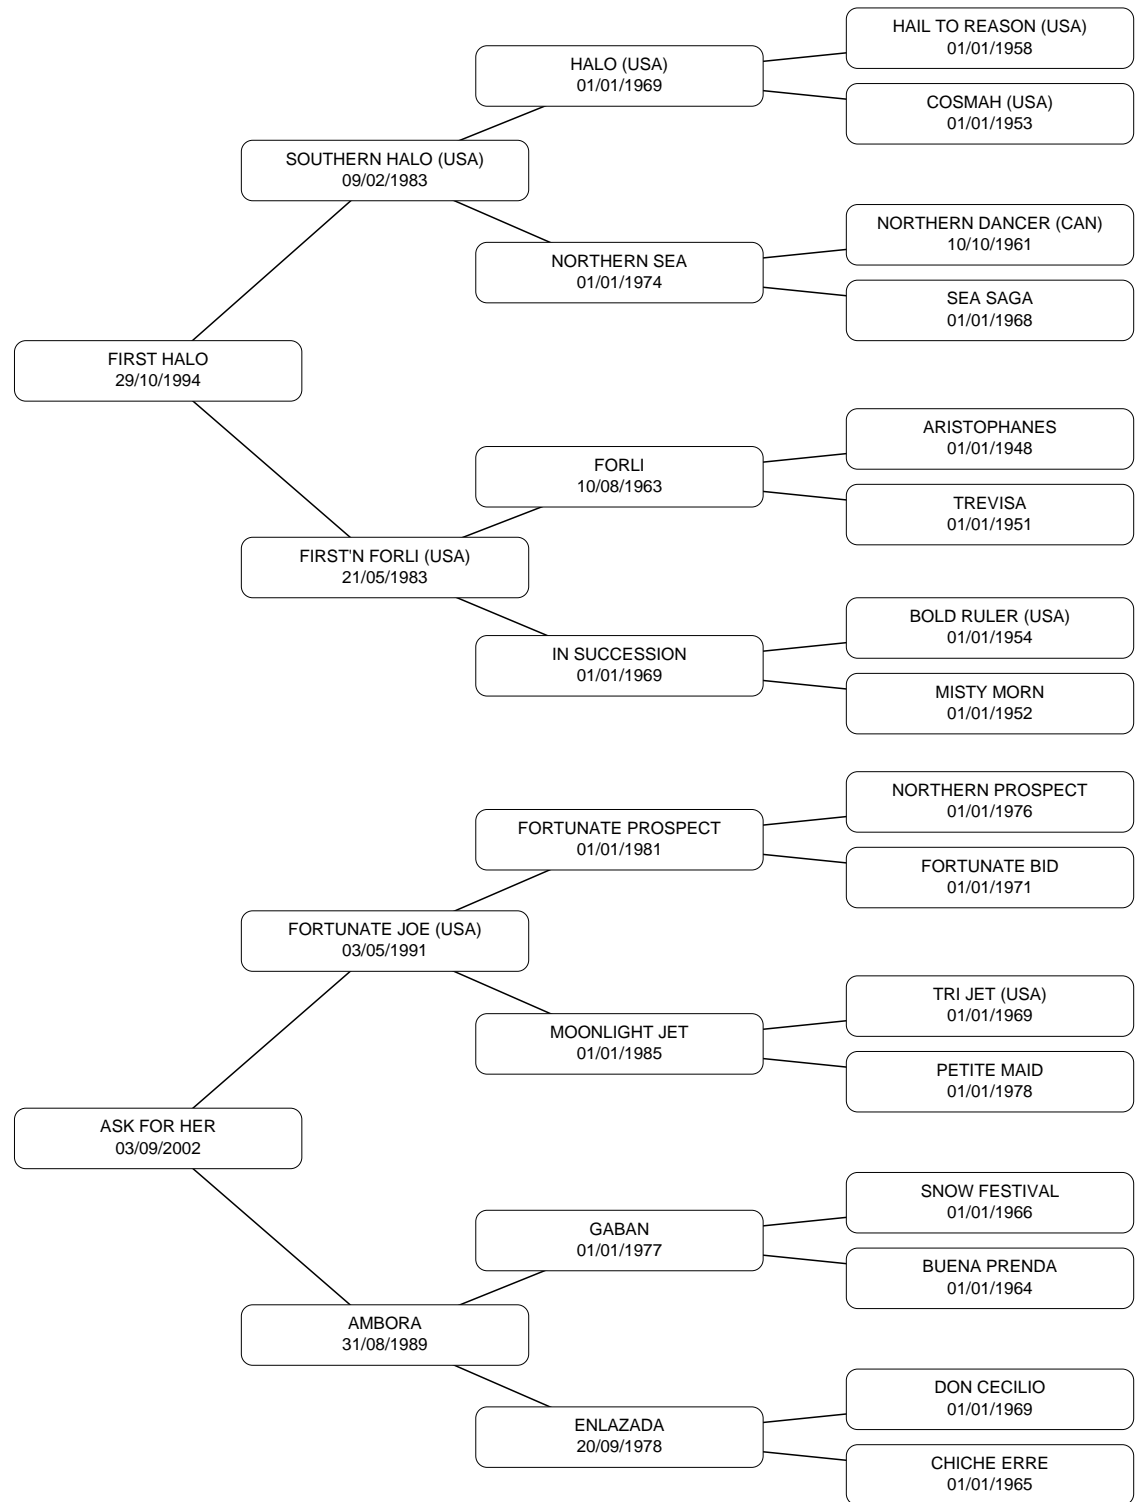 HAIL TO REASON (USA)
01/01/1958
HALO (USA)
01/01/1969
COSMAH (USA)
01/01/1953
SOUTHERN HALO (USA)
09/02/1983
NORTHERN DANCER (CAN)
10/10/1961
NORTHERN SEA
01/01/1974
SEA SAGA
01/01/1968
FIRST HALO
29/10/1994
ARISTOPHANES
01/01/1948
FORLI
10/08/1963
TREVISA
01/01/1951
FIRST'N FORLI (USA)
21/05/1983
BOLD RULER (USA)
01/01/1954
IN SUCCESSION
01/01/1969
MISTY MORN
01/01/1952
NORTHERN PROSPECT
01/01/1976
FORTUNATE PROSPECT
01/01/1981
FORTUNATE BID
01/01/1971
FORTUNATE JOE (USA)
03/05/1991
TRI JET (USA)
01/01/1969
MOONLIGHT JET
01/01/1985
PETITE MAID
01/01/1978
ASK FOR HER
03/09/2002
SNOW FESTIVAL
01/01/1966
GABAN
01/01/1977
BUENA PRENDA
01/01/1964
AMBORA
31/08/1989
DON CECILIO
01/01/1969
ENLAZADA
20/09/1978
CHICHE ERRE
01/01/1965